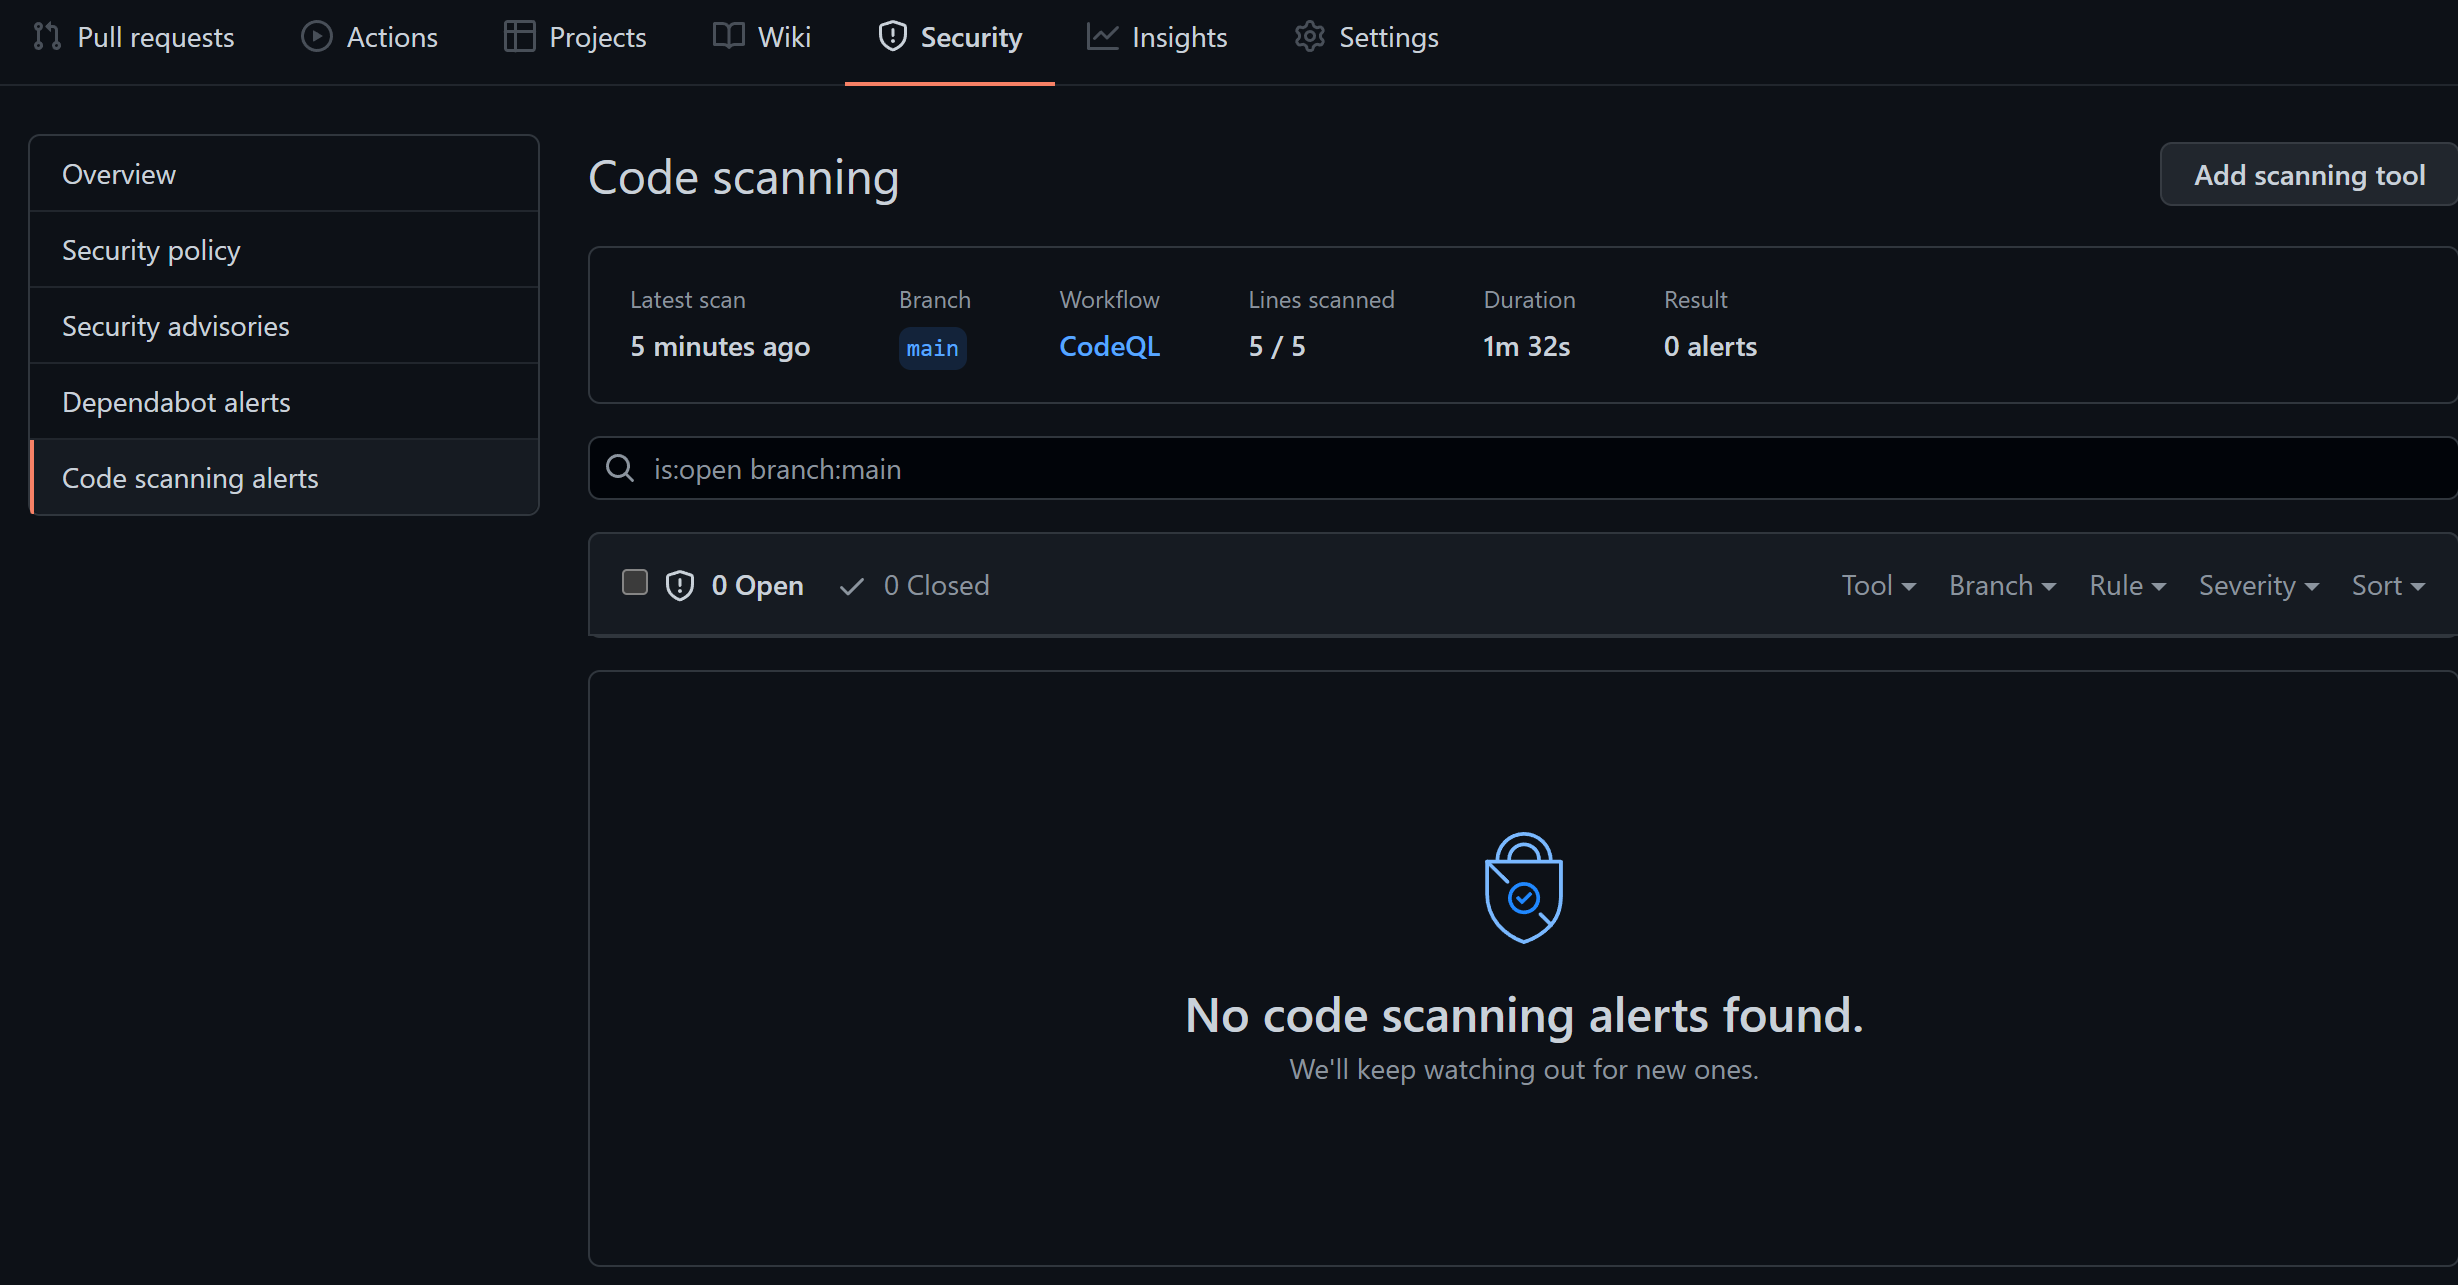 Pull requests Actions Projects Wiki Security Insights Settings
Overview
Security policy
Security advisories
Dependabot alerts
Code scanning alerts
Code scanning
Add scanning tool
Latest scan Branch Workflow Lines scanned Duration Result
5 minutes ago main CodeQL 5 / 5 1m 32s 0 alerts
is:open branch:main
0 Open 0 Closed Tool Branch Rule Severity Sort
No code scanning alerts found.
We'll keep watching out for new ones.